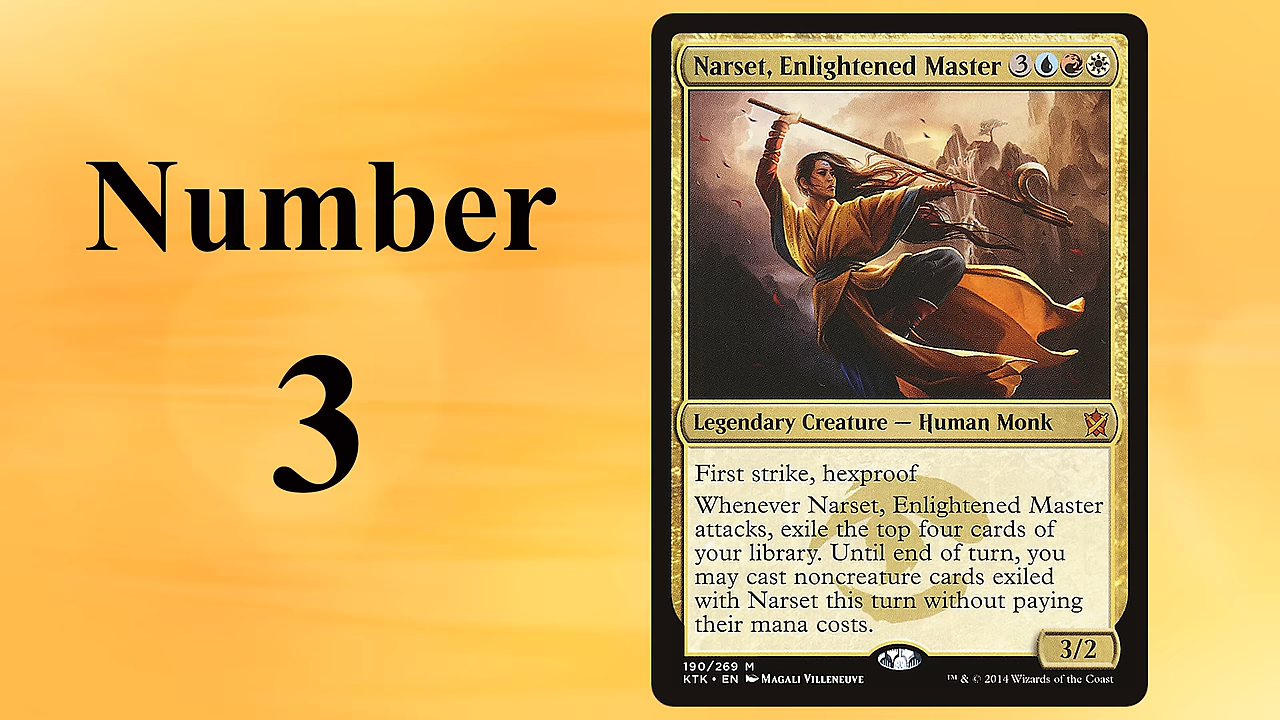 Number
3
Narset, Enlightened Master 3
Legendary Creature — Human Monk
First strike, hexproof
Whenever Narset, Enlightened Master
attacks, exile the top four cards of
your library. Until end of turn, you
may cast noncreature cards exiled
with Narset this turn without paying
their mana costs.
3/2
190/269 M
KTK • EN Magali Villeneuve
™ & © 2014 Wizards of the Coast